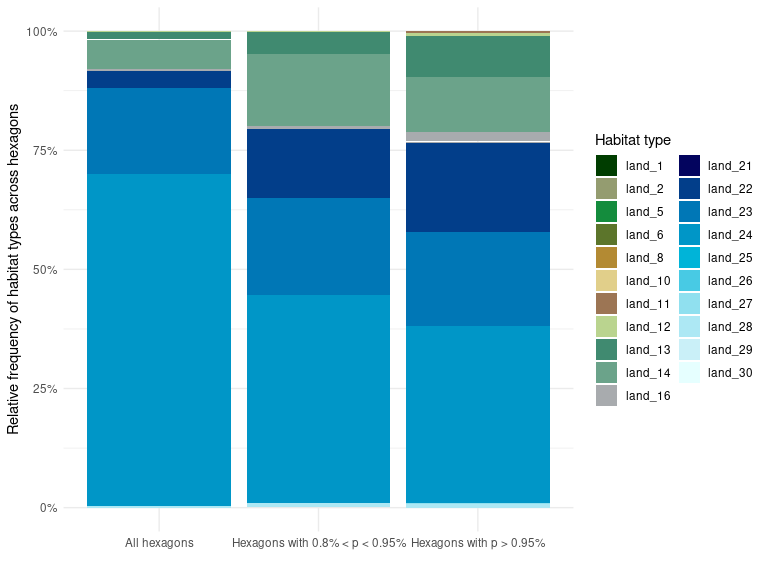 Relative frequency of habitat types across hexagons
100%
75%
50%
25%
0%
All hexagons
Hexagons with 0.8% < p < 0.95%
Hexagons with p > 0.95%
Habitat type
land_1
land_2
land_5
land_6
land_8
land_10
land_11
land_12
land_13
land_14
land_16
land_21
land_22
land_23
land_24
land_25
land_26
land_27
land_28
land_29
land_30